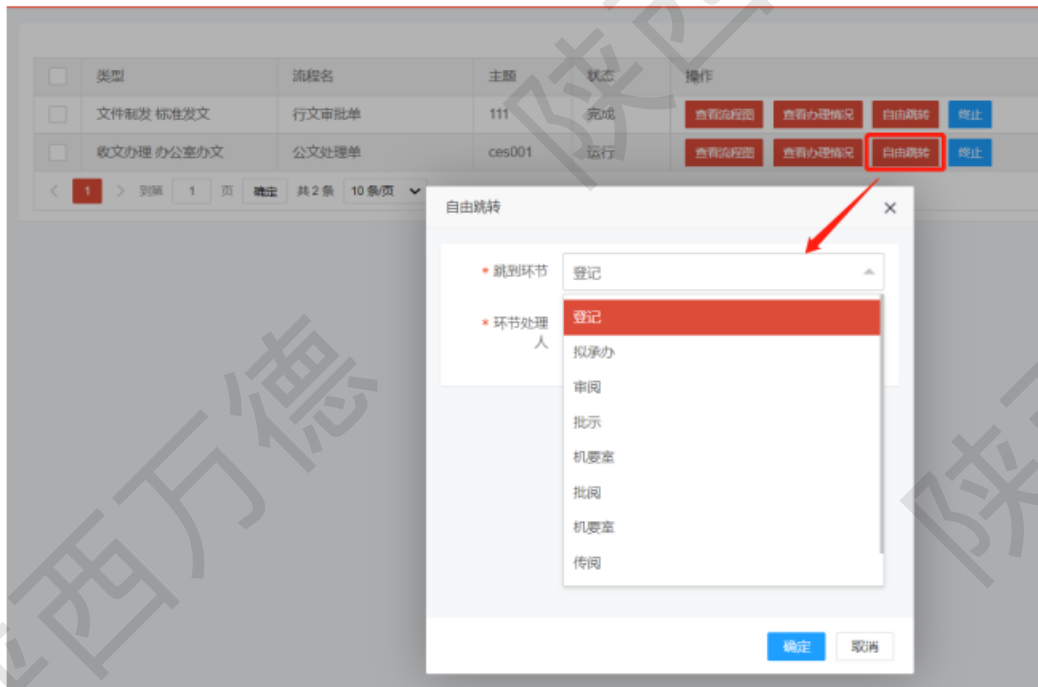 类型 流程名 主题 状态 操作
文件制发 标准发文 行文审批单 111 完成 查看流程图 查看办理情况 自由跳转 终止
收文办理 办公室办文 公文处理单 ces001 运行 查看流程图 查看办理情况 自由跳转 终止
< 1 > 到第 1 页 确定 共 2 条 10 条/页
自由跳转 ×
* 跳到环节 登记
* 环节处理人
登记
拟承办
审阅
批示
机要室
批阅
机要室
传阅
确定 取消
陕西万德
陕西
陕西